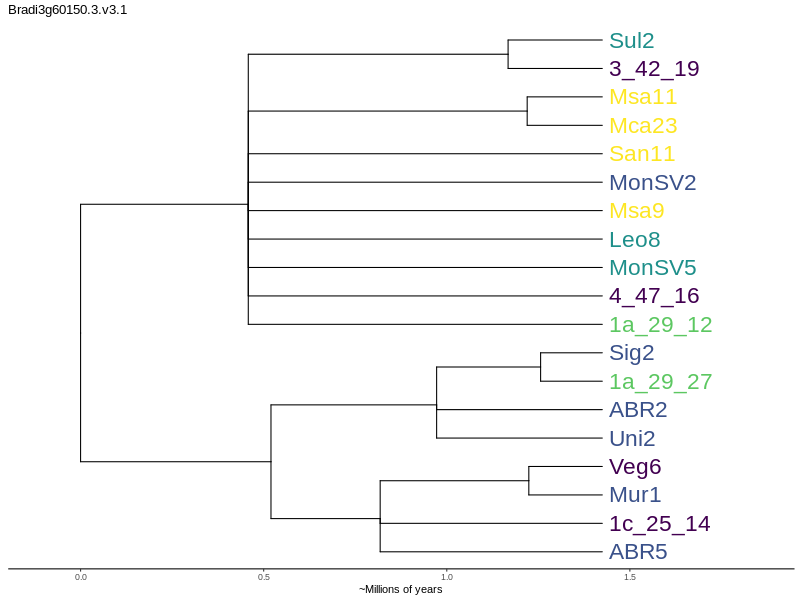 Bradi3g60150.3.v3.1
Sul2
3_42_19
Msa11
Mca23
San11
MonSV2
Msa9
Leo8
MonSV5
4_47_16
1a_29_12
Sig2
1a_29_27
ABR2
Uni2
Veg6
Mur1
1c_25_14
ABR5
0.0 0.5 1.0 1.5
~Millions of years